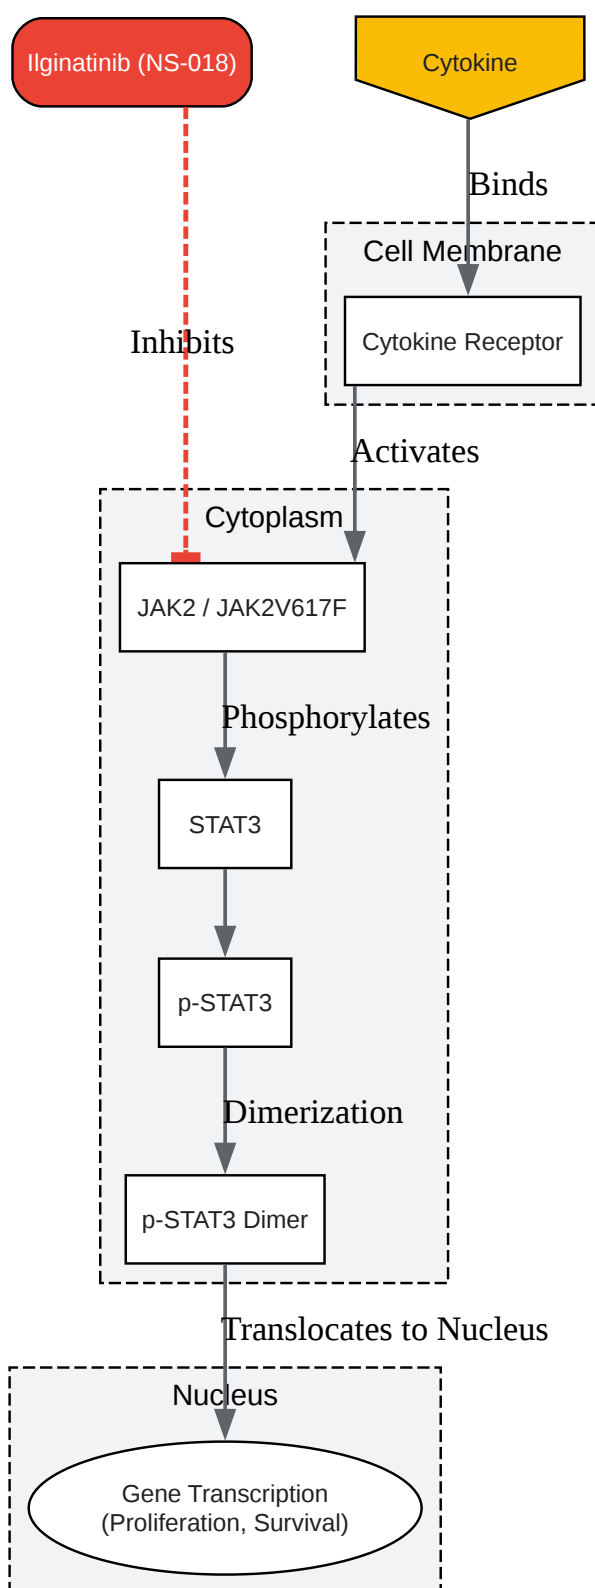 Ilginatinib (NS-018)
Cytokine
Binds
Cell Membrane
Cytokine Receptor
Inhibits
Activates
Cytoplasm
JAK2 / JAK2V617F
Phosphorylates
STAT3
p-STAT3
Dimerization
p-STAT3 Dimer
Translocates to Nucleus
Nucleus
Gene Transcription
(Proliferation, Survival)